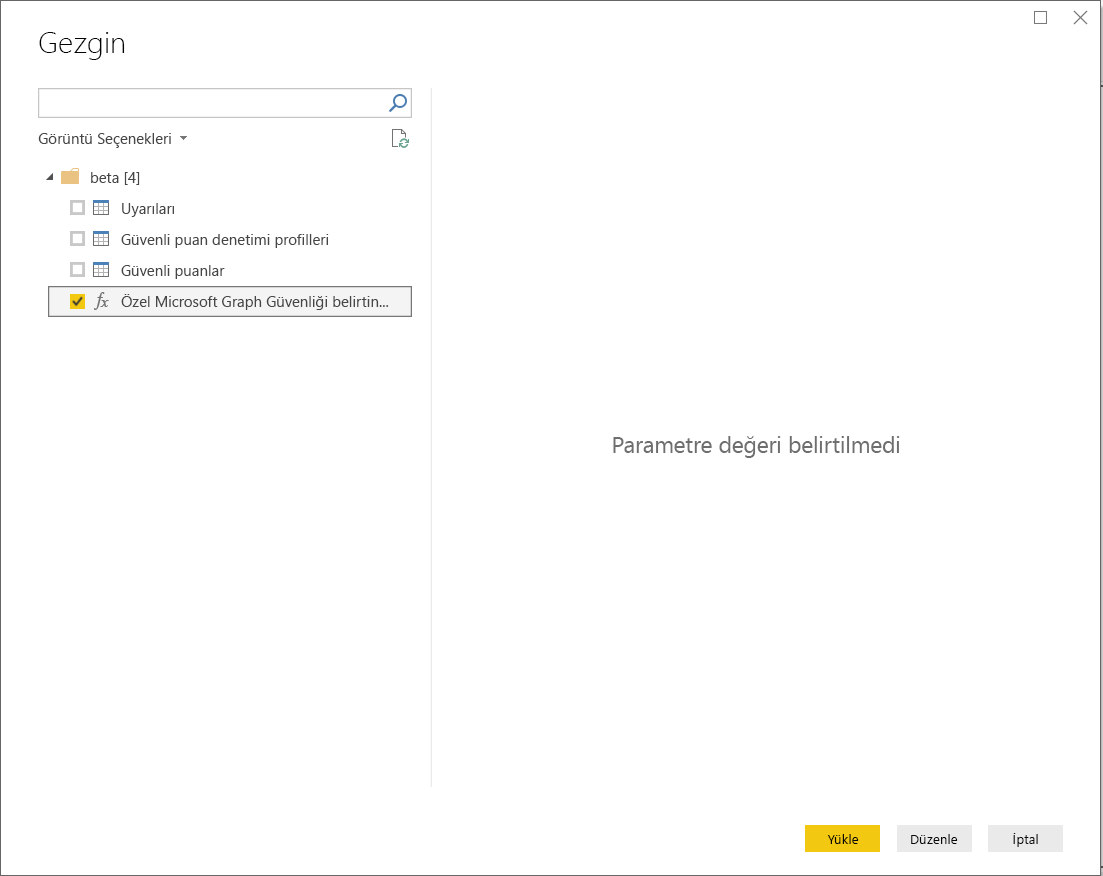 Gezgin
Görüntü Seçenekleri
beta [4]
Uyarıları
Güvenli puan denetimi profilleri
Güvenli puanlar
fx Özel Microsoft Graph Güvenliği belirtin...
Parametre değeri belirtilmedi
Yükle
Düzenle
İptal